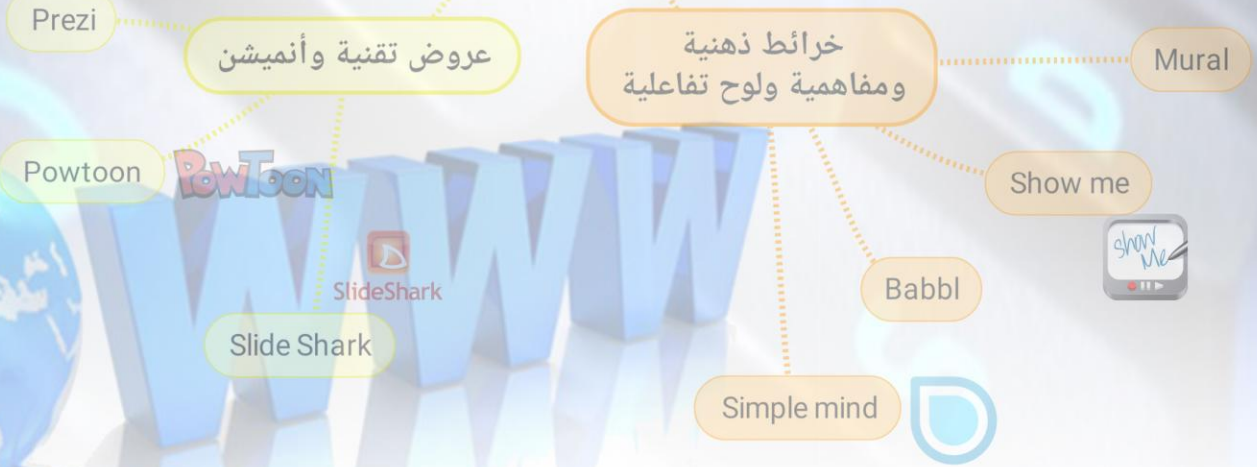 Prezi
عروض تقنية وأنميشن
خرائط ذهنية
ومفاهمية ولوح تفاعلية
Mural
Powtoon
PowToon
Show me
show
Me
SlideShark
Babbl
Slide Shark
Simple mind
WWW